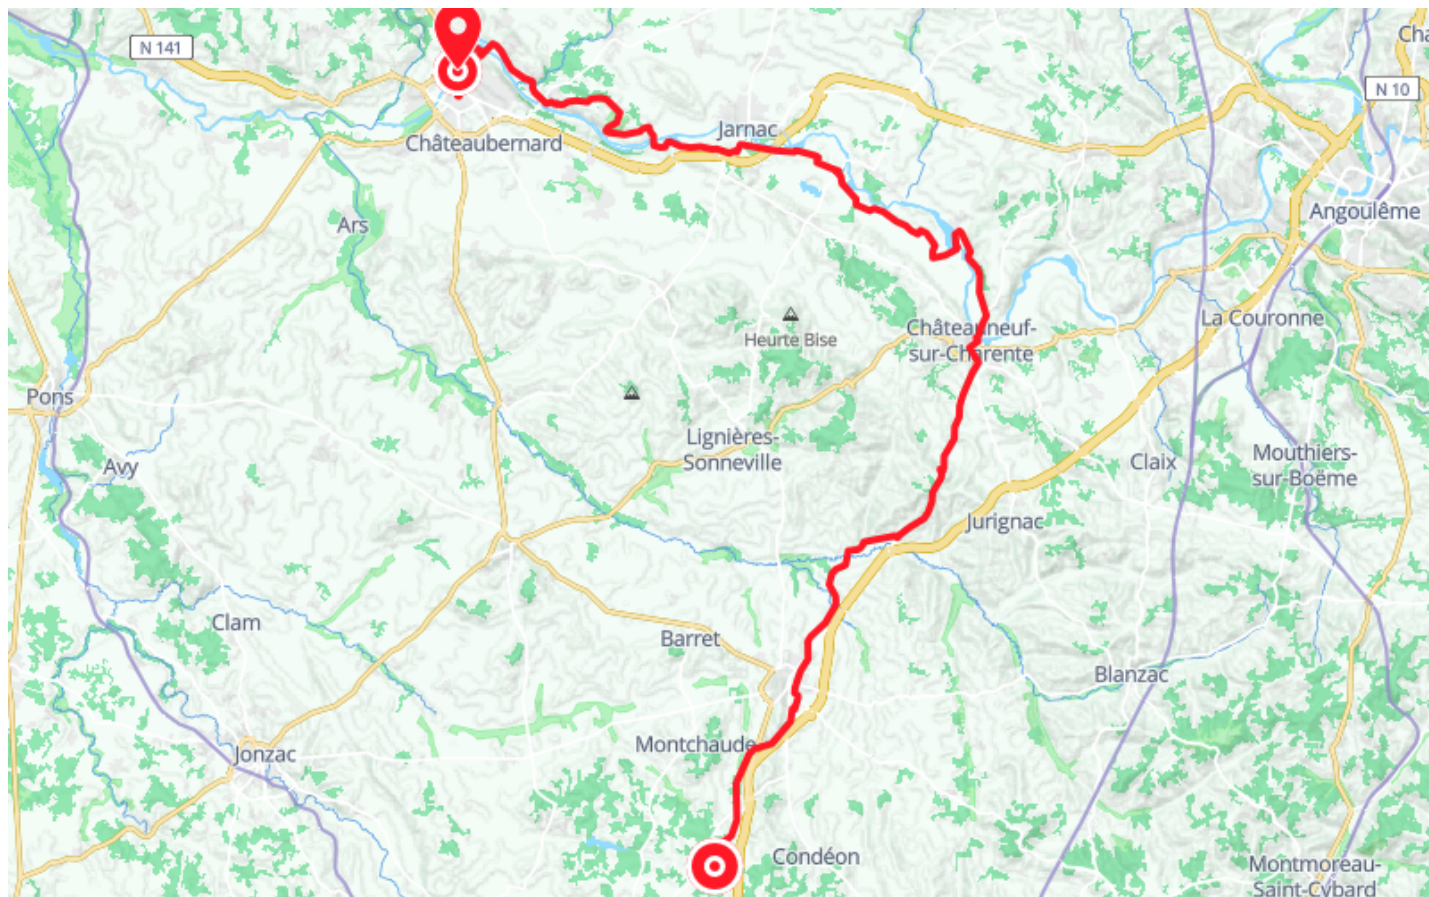 N 141
Cha
N 10
Jarnac
Châteaubernard
Angoulême
Ars
La Couronne
Châteauneuf-
sur-Charente
Heurte Bise
Pons
Lignières-
Sonneville
Avy
Claix
Mouthiers-
sur-Boëme
Jurignac
Clam
Barret
Blanzac
Montchaude
Jonzac
Condéon
Montmoreau-
Saint-Cybard